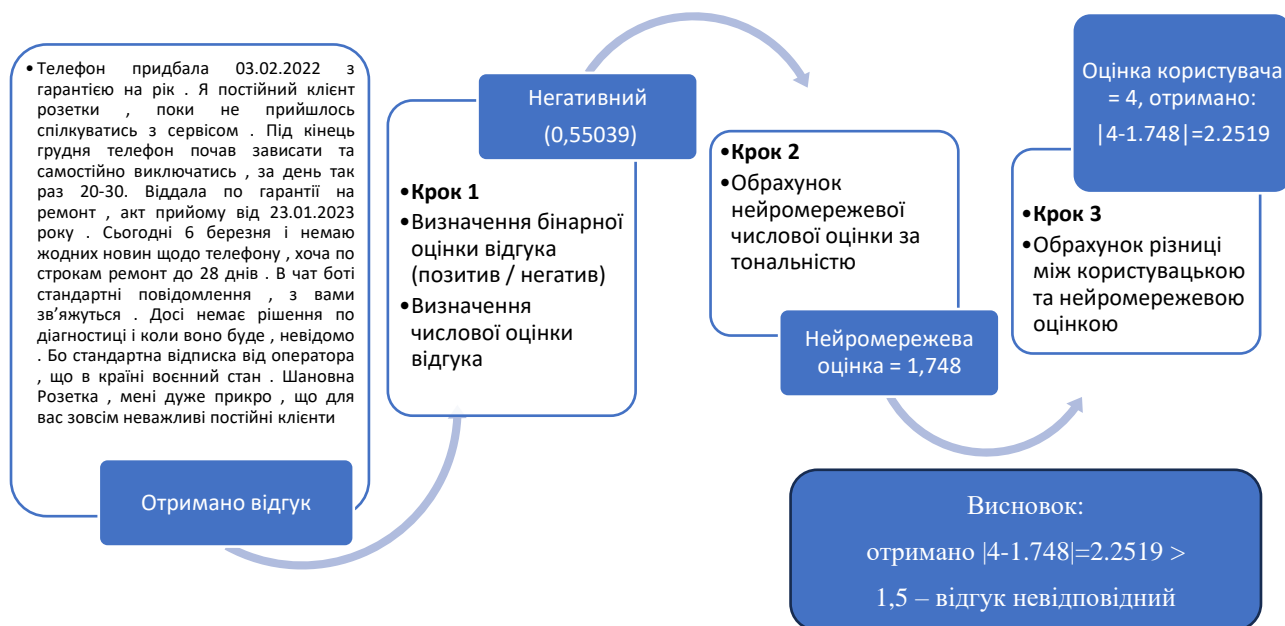 •Телефон придбала 03.02.2022 з
гарантією на рік . Я постійний клієнт
розетки , поки не прийшлось
спілкуватись з сервісом . Під кінець
грудня телефон почав зависати та
самостійно виключатись , за день так
раз 20-30. Віддала по гарантії на
ремонт , акт прийому від 23.01.2023
року . Сьогодні 6 березня і немаю
жодних новин щодо телефону , хоча по
строкам ремонт до 28 днів . В чат боті
стандартні повідомлення , з вами
зв’яжуться . Досі немає рішення по
діагностиці і коли воно буде , невідомо
. Бо стандартна відписка від оператора
, що в країні воєнний стан . Шановна
Розетка , мені дуже прикро , що для
вас зовсім неважливі постійні клієнти
Отримано відгук
Негативний
(0,55039)
•Крок 1
•Визначення бінарної
оцінки відгука
(позитив / негатив)
•Визначення
числової оцінки
відгука
•Крок 2
•Обрахунок
нейромережевої
числової оцінки за
тональністю
Нейромережева
оцінка = 1,748
Оцінка користувача
= 4, отримано:
|4-1.748|=2.2519
•Крок 3
•Обрахунок різниці
між користувацькою
та нейромережевою
оцінкою
Висновок:
отримано |4-1.748|=2.2519 >
1,5 – відгук невідповідний